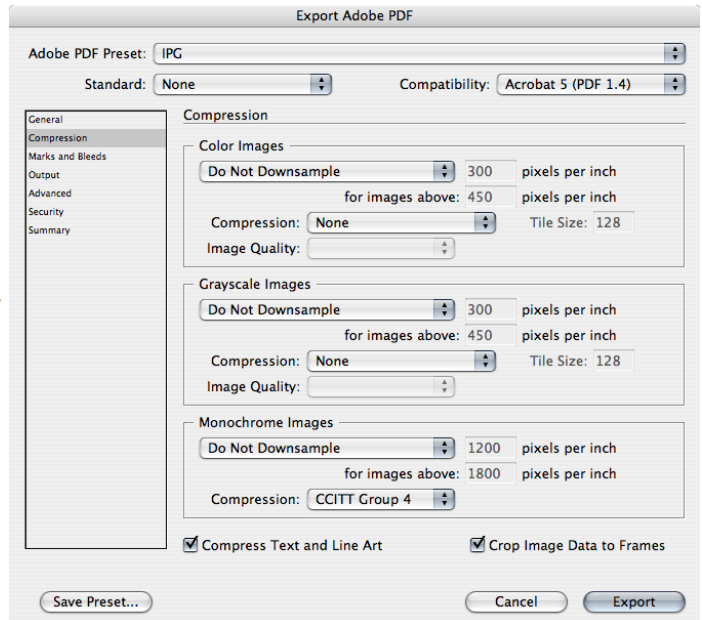 Export Adobe PDF
Adobe PDF Preset: IPG
Standard: None Compatibility: Acrobat 5 (PDF 1.4)
General
Compression
Marks and Bleeds
Output
Advanced
Security
Summary
Compression
Color Images
Do Not Downsample 300 pixels per inch
for images above: 450 pixels per inch
Compression: None Tile Size: 128
Image Quality:
Grayscale Images
Do Not Downsample 300 pixels per inch
for images above: 450 pixels per inch
Compression: None Tile Size: 128
Image Quality:
Monochrome Images
Do Not Downsample 1200 pixels per inch
for images above: 1800 pixels per inch
Compression: CCITT Group 4
Compress Text and Line Art Crop Image Data to Frames
Save Preset... Cancel Export